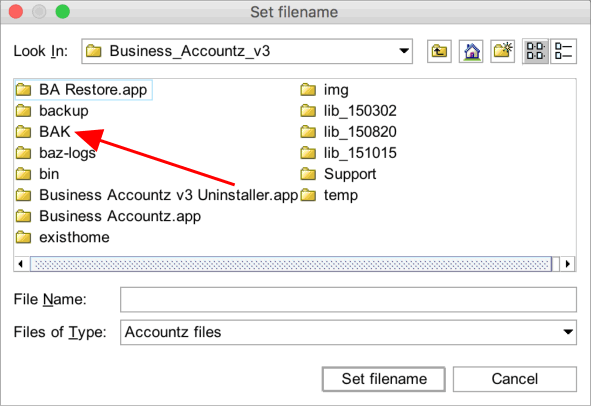 Set filename
Look In: Business_Accountz_v3
BA Restore.app
backup
BAK
baz-logs
bin
Business Accountz v3 Uninstaller.app
Business Accountz.app
existhome
img
lib_150302
lib_150820
lib_151015
Support
temp
File Name:
Files of Type: Accountz files
Set filename Cancel